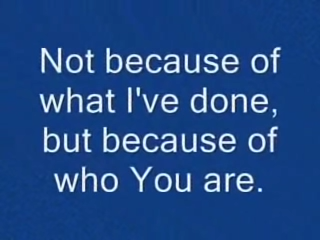 Not because of
what I've done,
but because of
who You are.